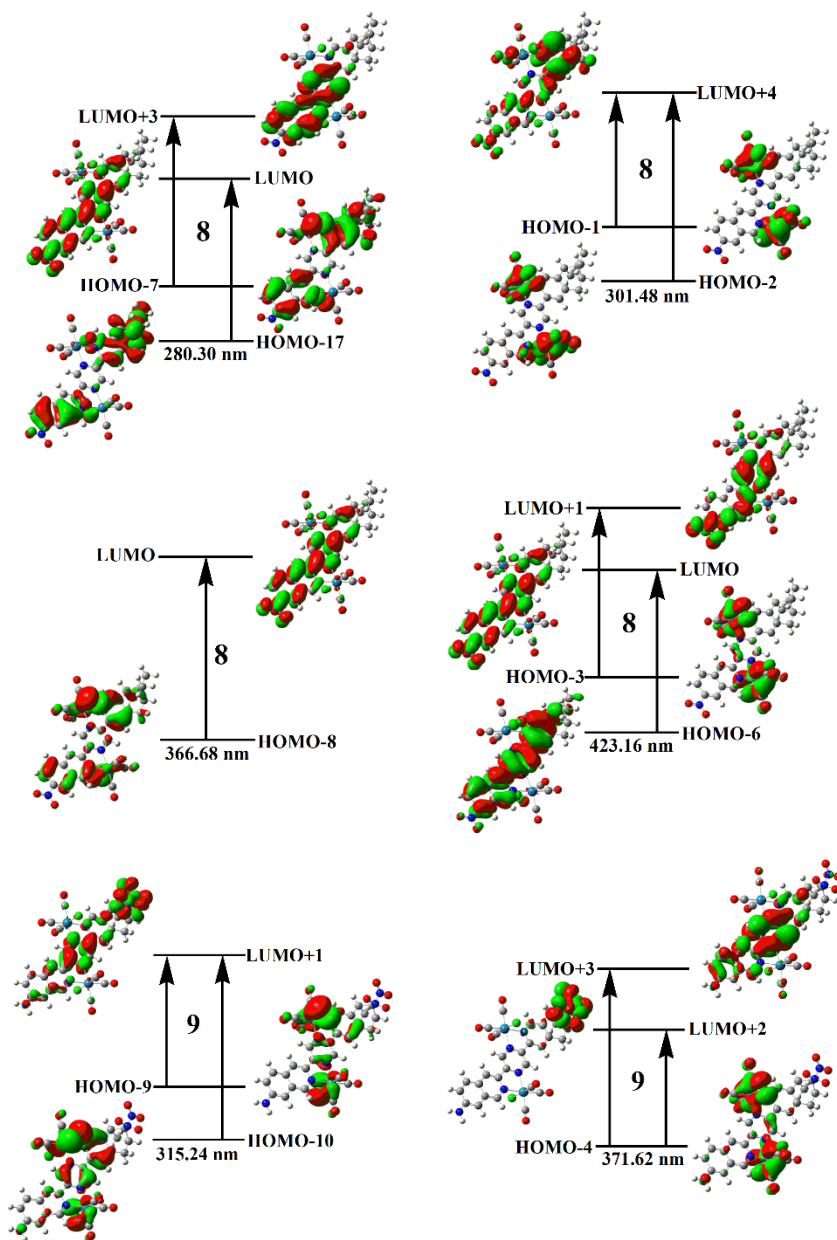 LUMO+3
LUMO
8
HOMO-7
HOMO-17
280.30 nm
LUMO+4
8
HOMO-1
HOMO-2
301.48 nm
LUMO
8
HOMO-8
366.68 nm
LUMO+1
LUMO
8
HOMO-3
HOMO-6
423.16 nm
LUMO+1
9
HOMO-9
HOMO-10
315.24 nm
LUMO+3
LUMO+2
9
HOMO-4
371.62 nm